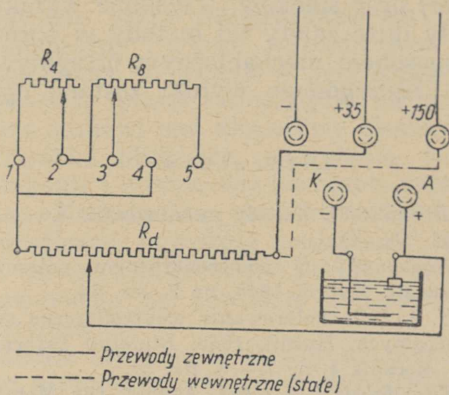 R4 R8
- +35 +150
1 2 3 4 5
K A
- +
Rd
Przewody zewnętrzne
Przewody wewnętrzne (stałe)